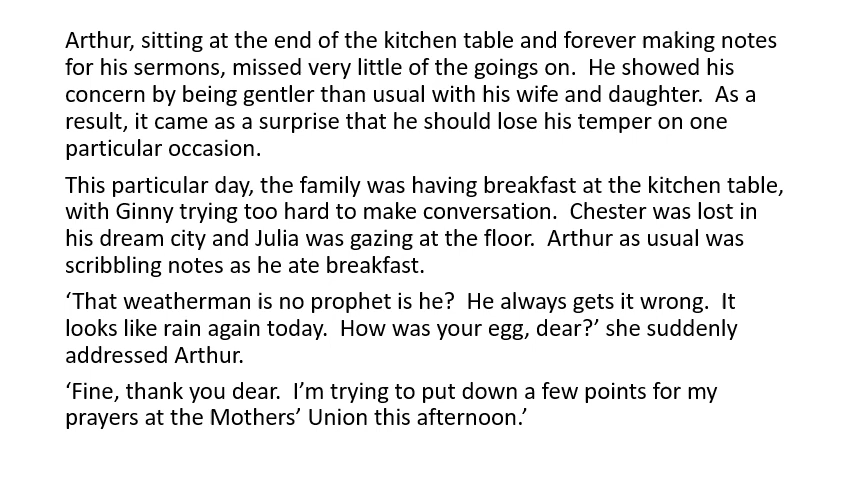 Arthur, sitting at the end of the kitchen table and forever making notes
for his sermons, missed very little of the goings on.  He showed his
concern by being gentler than usual with his wife and daughter.  As a
result, it came as a surprise that he should lose his temper on one
particular occasion.
This particular day, the family was having breakfast at the kitchen table,
with Ginny trying too hard to make conversation.  Chester was lost in
his dream city and Julia was gazing at the floor.  Arthur as usual was
scribbling notes as he ate breakfast.
‘That weatherman is no prophet is he?  He always gets it wrong.  It
looks like rain again today.  How was your egg, dear?’ she suddenly
addressed Arthur.
‘Fine, thank you dear.  I’m trying to put down a few points for my
prayers at the Mothers’ Union this afternoon.’